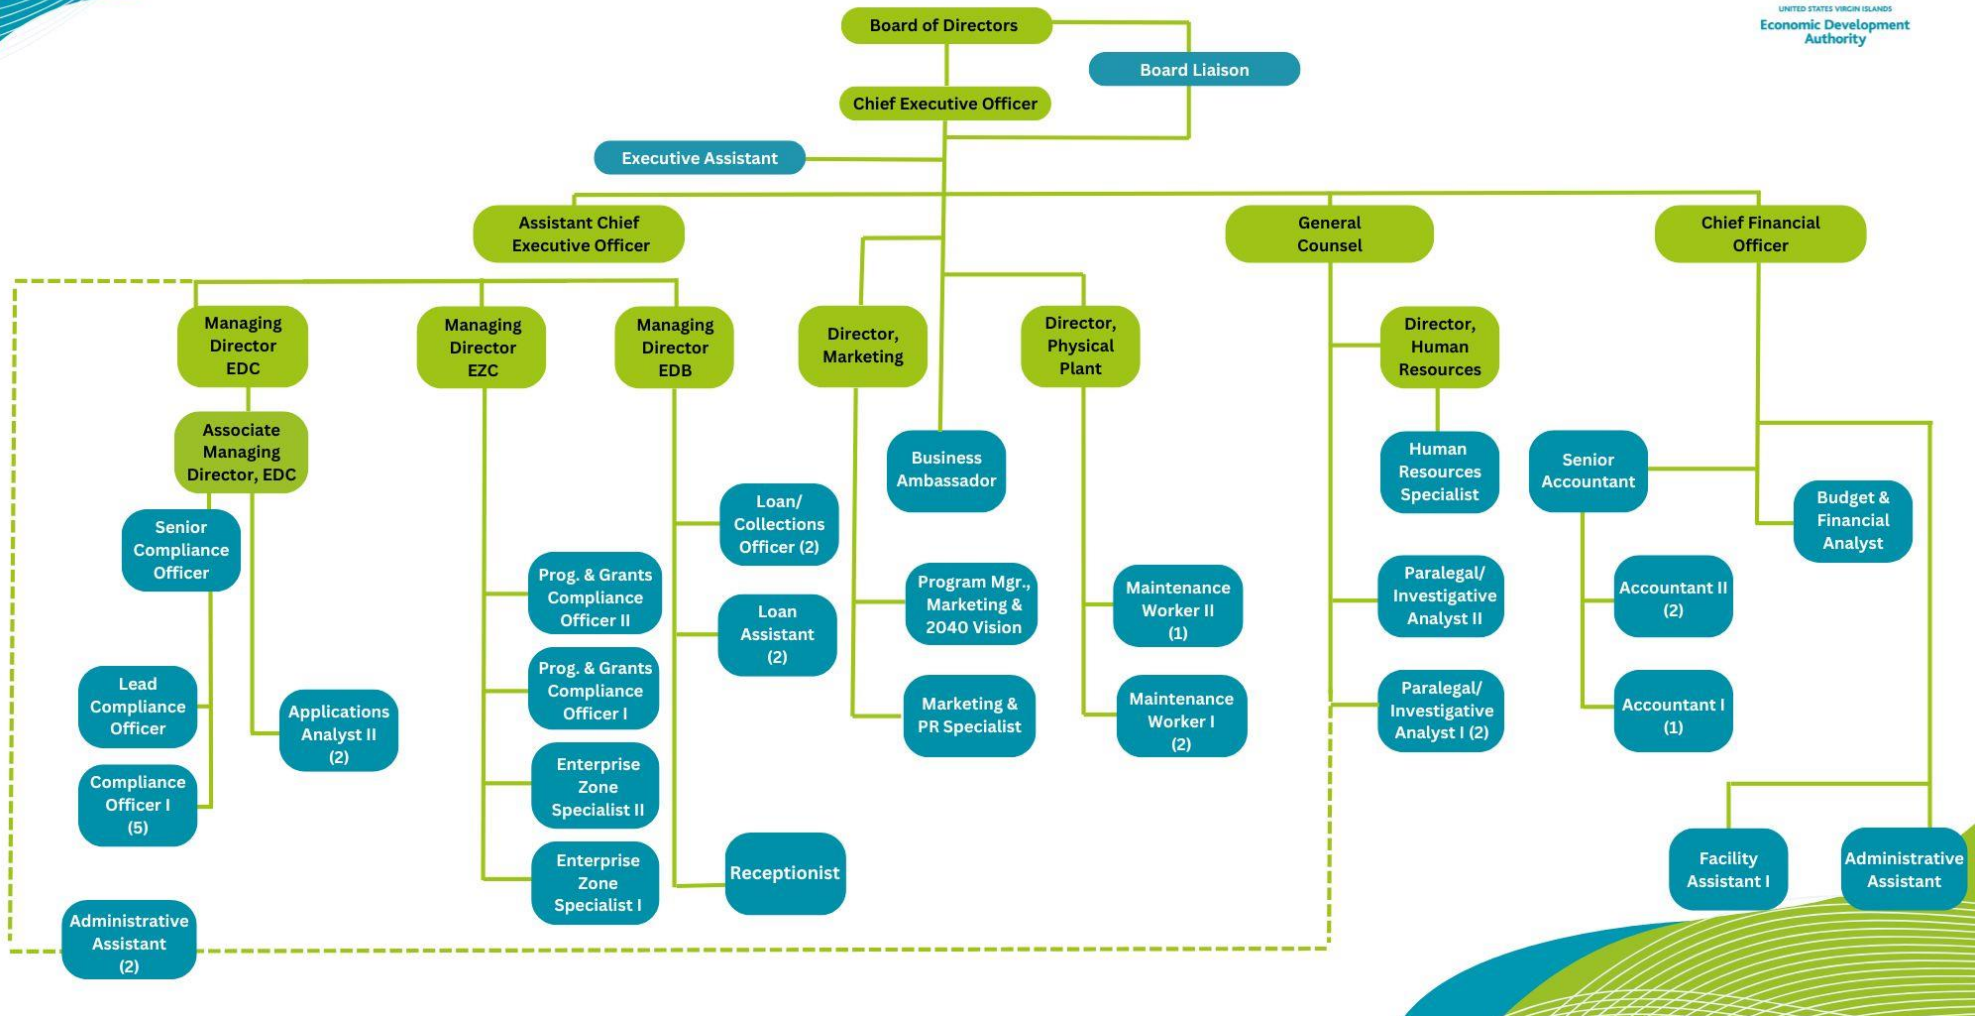 UNITED STATES VIRGIN ISLANDS
Economic Development
Authority
Board of Directors
Board Liaison
Chief Executive Officer
Executive Assistant
Assistant Chief
Executive Officer
General
Counsel
Chief Financial
Officer
Managing
Director
EDC
Managing
Director
EZC
Managing
Director
EDB
Director,
Marketing
Director,
Physical
Plant
Director,
Human
Resources
Associate
Managing
Director, EDC
Business
Ambassador
Human
Resources
Specialist
Senior
Accountant
Budget &
Financial
Analyst
Senior
Compliance
Officer
Loan/
Collections
Officer (2)
Prog. & Grants
Compliance
Officer II
Loan
Assistant
(2)
Program Mgr.,
Marketing &
2040 Vision
Maintenance
Worker II
(1)
Paralegal/
Investigative
Analyst II
Accountant II
(2)
Lead
Compliance
Officer
Applications
Analyst II
(2)
Prog. & Grants
Compliance
Officer I
Marketing &
PR Specialist
Maintenance
Worker I
(2)
Paralegal/
Investigative
Analyst I (2)
Accountant I
(1)
Compliance
Officer I
(5)
Enterprise
Zone
Specialist II
Enterprise
Zone
Specialist I
Receptionist
Facility
Assistant I
Administrative
Assistant
Administrative
Assistant
(2)